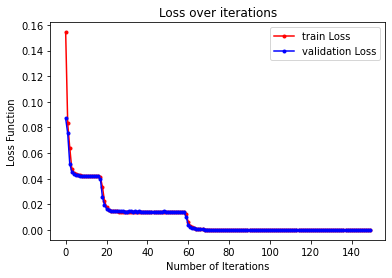 Loss over iterations
0.16
0.14
0.12
0.10
0.08
0.06
0.04
0.02
0.00
Loss Function
train Loss
validation Loss
0 20 40 60 80 100 120 140
Number of Iterations